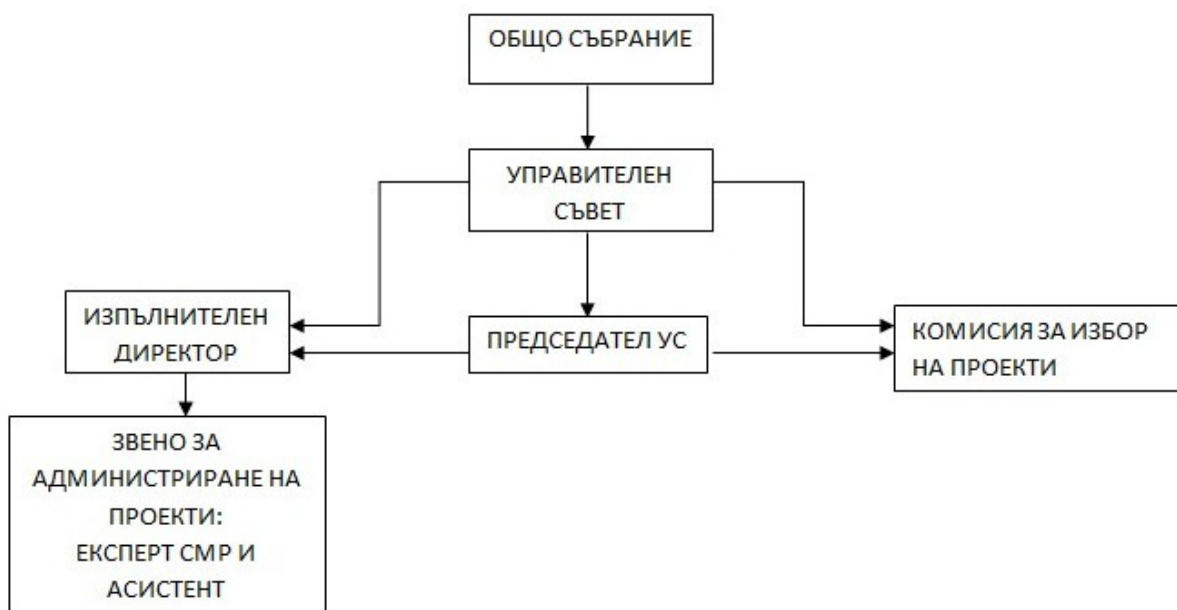 ОБЩО СЪБРАНИЕ
УПРАВИТЕЛЕН
СЪВЕТ
ИЗПЪЛНИТЕЛЕН
ДИРЕКТОР
ПРЕДСЕДАТЕЛ УС
КОМИСИЯ ЗА ИЗБОР
НА ПРОЕКТИ
ЗВЕНО ЗА
АДМИНИСТРИРАНЕ НА
ПРОЕКТИ:
ЕКСПЕРТ СМР И
АСИСТЕНТ